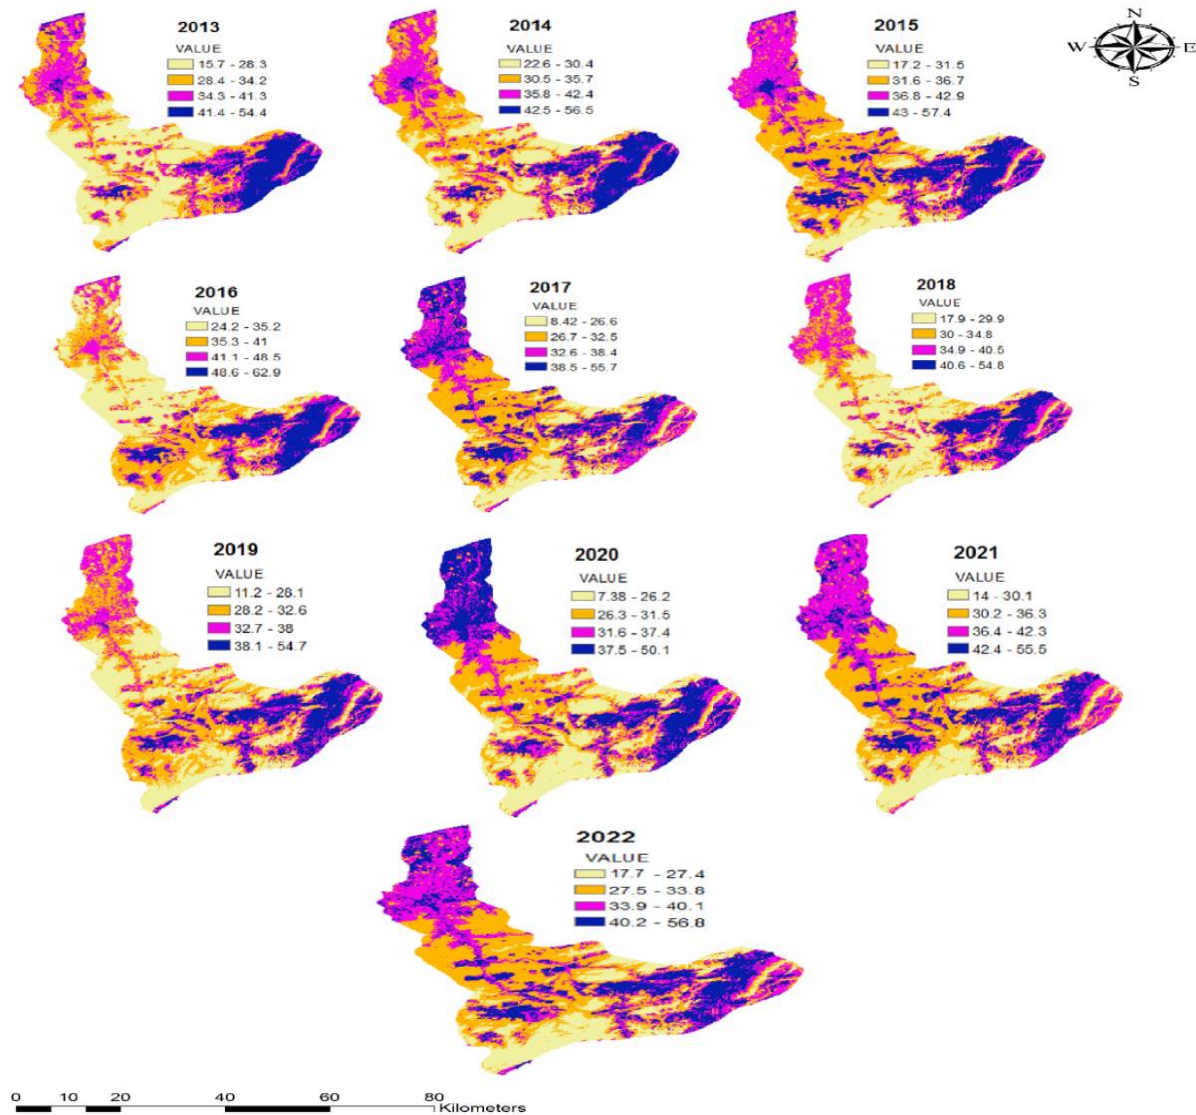 2013
VALUE
15.7 - 28.3
28.4 - 34.2
34.3 - 41.3
41.4 - 54.4
2014
VALUE
22.6 - 30.4
30.5 - 35.7
35.8 - 42.4
42.5 - 56.5
2015
VALUE
17.2 - 31.5
31.6 - 36.7
36.8 - 42.9
43 - 57.4
N
W E
S
2016
VALUE
24.2 - 35.2
35.3 - 41
41.1 - 48.5
48.6 - 62.9
2017
VALUE
8.42 - 26.6
26.7 - 32.5
32.6 - 38.4
38.5 - 55.7
2018
VALUE
17.9 - 29.9
30 - 34.8
34.9 - 40.5
40.6 - 54.8
2019
VALUE
11.2 - 28.1
28.2 - 32.6
32.7 - 38
38.1 - 54.7
2020
VALUE
7.38 - 26.2
26.3 - 31.5
31.6 - 37.4
37.5 - 50.1
2021
VALUE
14 - 30.1
30.2 - 36.3
36.4 - 42.3
42.4 - 55.5
2022
VALUE
17.7 - 27.4
27.5 - 33.8
33.9 - 40.1
40.2 - 56.8
0 10 20 40 60 80
Kilometers